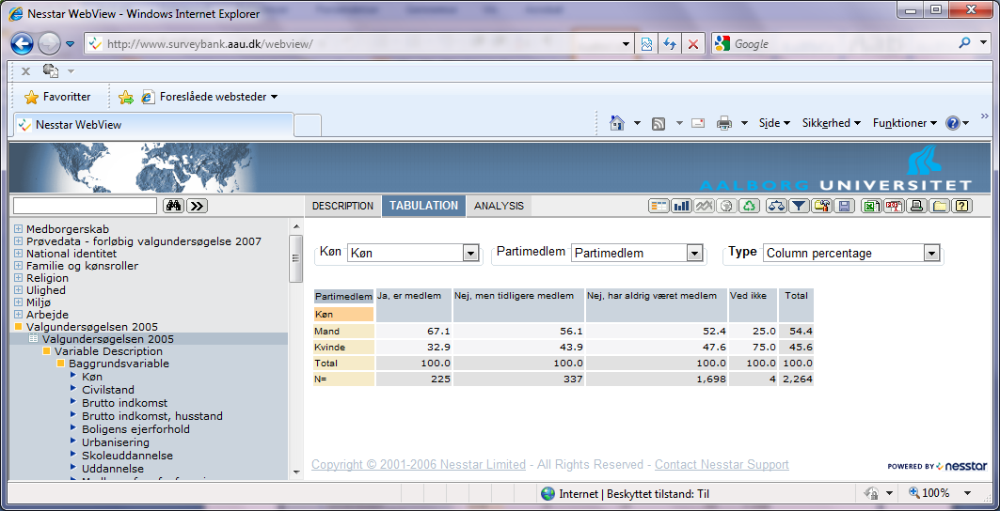 Nesstar WebView - Windows Internet Explorer
http://www.surveybank.aau.dk/webview/
Google
Favoritter
Foreslåede websteder
Nesstar WebView
Side
Sikkerhed
Funktioner
AALBORG UNIVERSITET
DESCRIPTION
TABULATION
ANALYSIS
Medborgerskab
Prøvedata - forløbig valgundersøgelse 2007
National identitet
Familie og kønsroller
Religion
Ulighed
Miljø
Arbejde
Valgundersøgelsen 2005
Valgundersøgelsen 2005
Variable Description
Baggrundsvariable
Køn
Civilstand
Brutto indkomst
Brutto indkomst, husstand
Boligens ejerforhold
Urbanisering
Skoleuddannelse
Uddannelse
Køn Køn
Partimedlem Partimedlem
Type Column percentage
Partimedlem Ja, er medlem Nej, men tidligere medlem Nej, har aldrig været medlem Ved ikke Total
Køn
Mand 67.1 56.1 52.4 25.0 54.4
Kvinde 32.9 43.9 47.6 75.0 45.6
Total 100.0 100.0 100.0 100.0 100.0
N= 225 337 1,698 4 2,264
Copyright © 2001-2006 Nesstar Limited - All Rights Reserved - Contact Nesstar Support
POWERED BY nesstar
Internet | Beskyttet tilstand: Til
100%